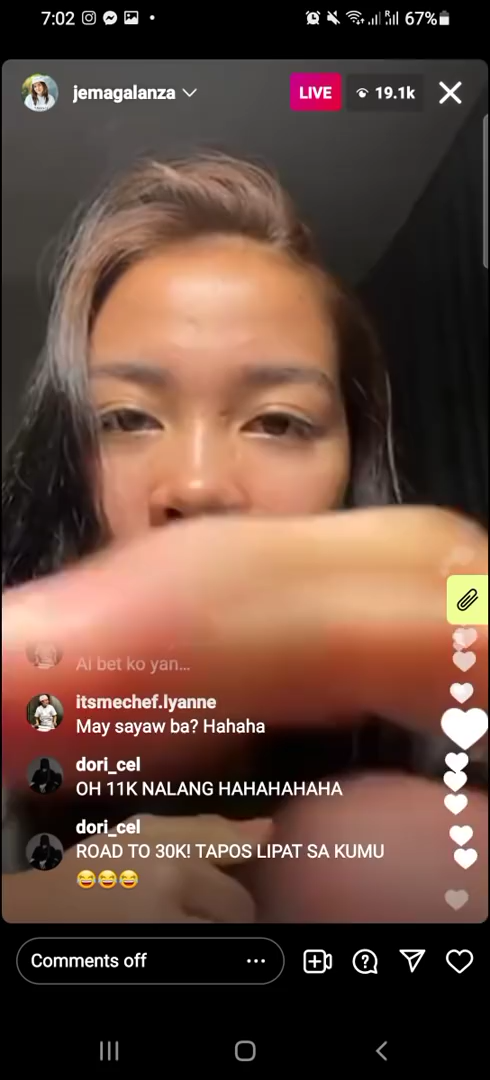 7:02
67%
jemagalanza
LIVE
19.1k
Al bet ko yan...
itsmechef.lyanne
May sayaw ba? Hahaha
dori_cel
OH 11K NALANG HAHAHAHAHA
dori_cel
ROAD TO 30K! TAPOS LIPAT SA KUMU
😂😂😂
Comments off